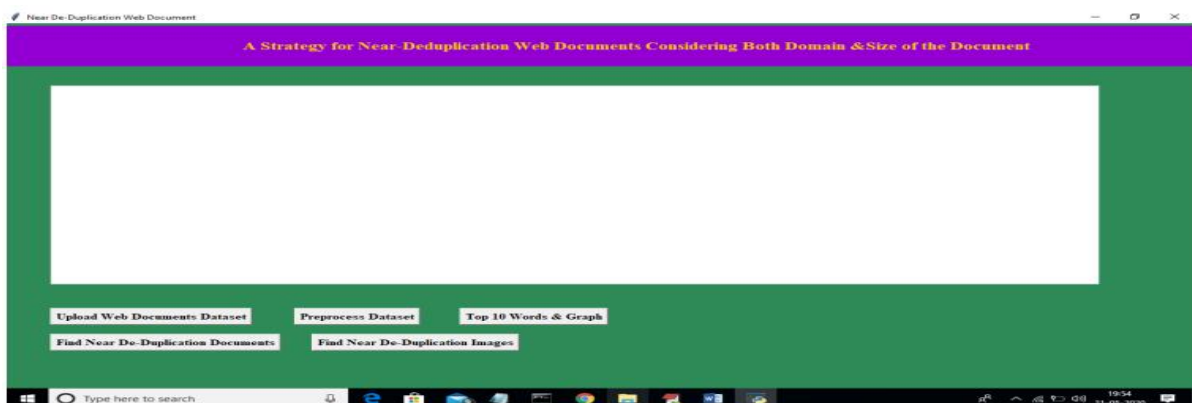 Near De-Duplication Web Document
A Strategy for Near-Deduplication Web Documents Considering Both Domain &Size of the Document
Upload Web Documents Dataset Preprocess Dataset Top 10 Words & Graph
Find Near De-Duplication Documents Find Near De-Duplication Images
Type here to search
19:54